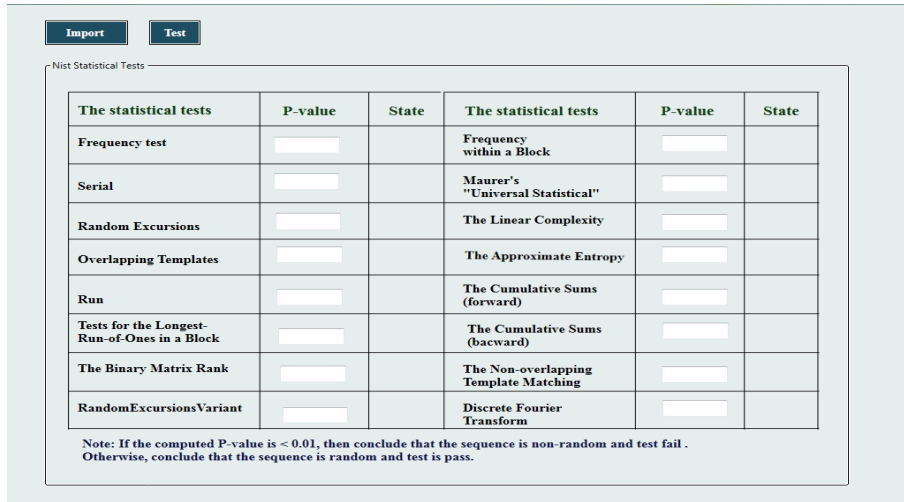 Import Test
Nist Statistical Tests
The statistical tests P-value State The statistical tests P-value State
Frequency test Frequency
within a Block
Serial Maurer's
"Universal Statistical"
Random Excursions The Linear Complexity
Overlapping Templates The Approximate Entropy
Run The Cumulative Sums
(forward)
Tests for the Longest-
Run-of-Ones in a Block The Cumulative Sums
(bacward)
The Binary Matrix Rank The Non-overlapping
Template Matching
RandomExcursionsVariant Discrete Fourier
Transform
Note: If the computed P-value is < 0.01, then conclude that the sequence is non-random and test fail .
Otherwise, conclude that the sequence is random and test is pass.